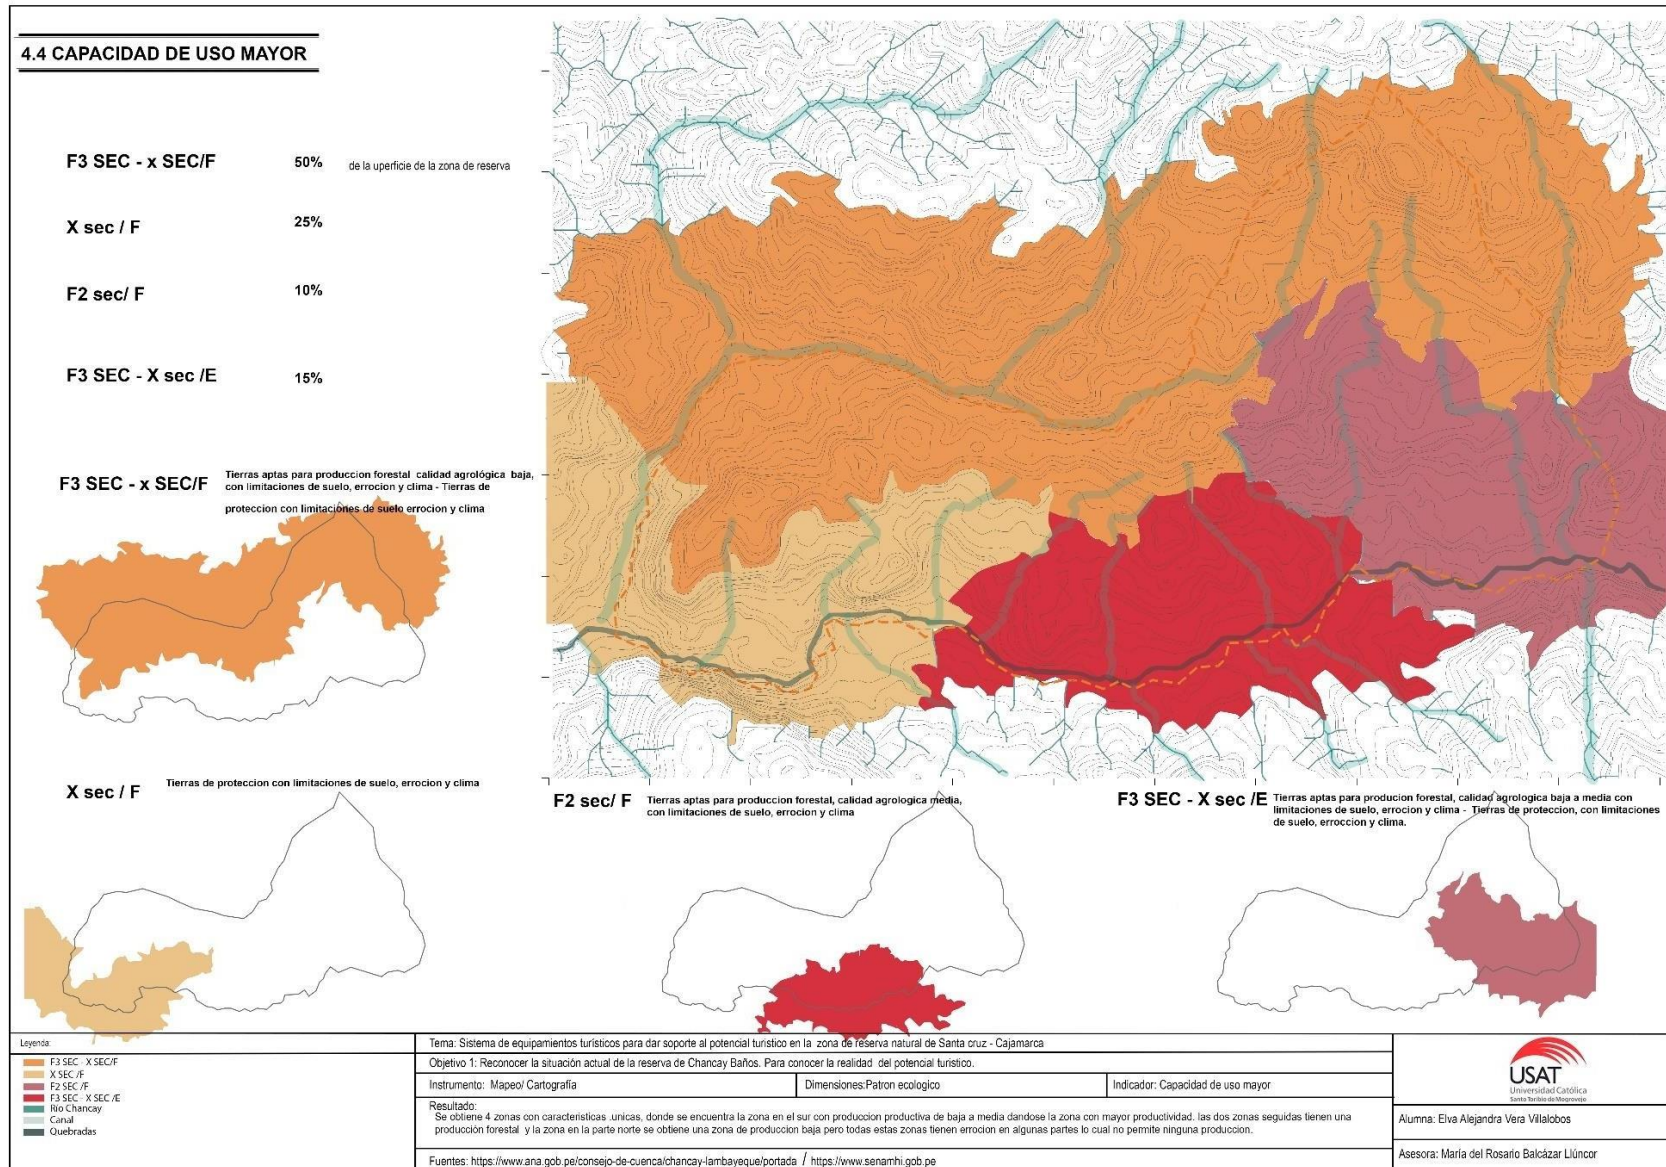 4.4 CAPACIDAD DE USO MAYOR
F3 SEC - x SEC/F 50% de la uperficie de la zona de reserva
X sec / F 25%
F2 sec/ F 10%
F3 SEC - X sec /E 15%
F3 SEC - x SEC/F
Tierras aptas para produccion forestal calidad agrológica baja,
con limitaciones de suelo, errocion y clima - Tierras de
proteccion con limitaciones de suelo errocion y clima
X sec / F
Tierras de proteccion con limitaciones de suelo, errocion y clima
F2 sec/ F
Tierras aptas para produccion forestal, calidad agrologica media,
con limitaciones de suelo, errocion y clima
F3 SEC - X sec /E
Tierras aptas para producion forestal, calidad agrologica baja a media con
limitaciones de suelo, errocion y clima - Tierras de proteccion, con limitaciones
de suelo, erroccion y clima.
Leyenda:
F3 SEC - X SEC/F
X SEC /F
F2 SEC /F
F3 SEC - X SEC /E
Río Chancay
Canal
Quebradas
Tema: Sistema de equipamientos turísticos para dar soporte al potencial turistico en la zona de reserva natural de Santa cruz - Cajamarca
Objetivo 1: Reconocer la situación actual de la reserva de Chancay Baños. Para conocer la realidad del potencial turistico.
Instrumento: Mapeo/ Cartografía
Dimensiones:Patron ecologico
Indicador: Capacidad de uso mayor
Resultado:
Se obtiene 4 zonas con caracteristicas .unicas, donde se encuentra la zona en el sur con produccion productiva de baja a media dandose la zona con mayor productividad. las dos zonas seguidas tienen una
producción forestal y la zona en la parte norte se obtiene una zona de produccion baja pero todas estas zonas tienen errocion en algunas partes lo cual no permite ninguna produccion.
Fuentes: https://www.ana.gob.pe/consejo-de-cuenca/chancay-lambayeque/portada / https://www.senamhi.gob.pe
USAT
Universidad Católica
Santo Toribio de Mogrovejo
Alumna: Elva Alejandra Vera Villalobos
Asesora: María del Rosario Balcázar Llúncor